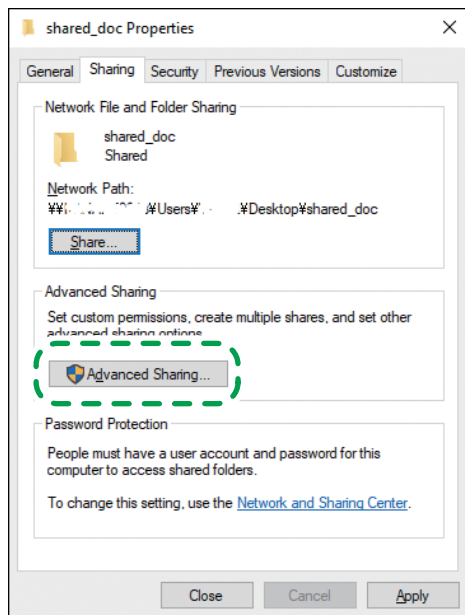 shared_doc Properties
General Sharing Security Previous Versions Customize
Network File and Folder Sharing
shared_doc
Shared
Network Path:
¥Users¥ ¥Desktop¥shared_doc
Share...
Advanced Sharing
Set custom permissions, create multiple shares, and set other
advanced sharing options.
Advanced Sharing...
Password Protection
People must have a user account and password for this
computer to access shared folders.
To change this setting, use the Network and Sharing Center.
Close Cancel Apply